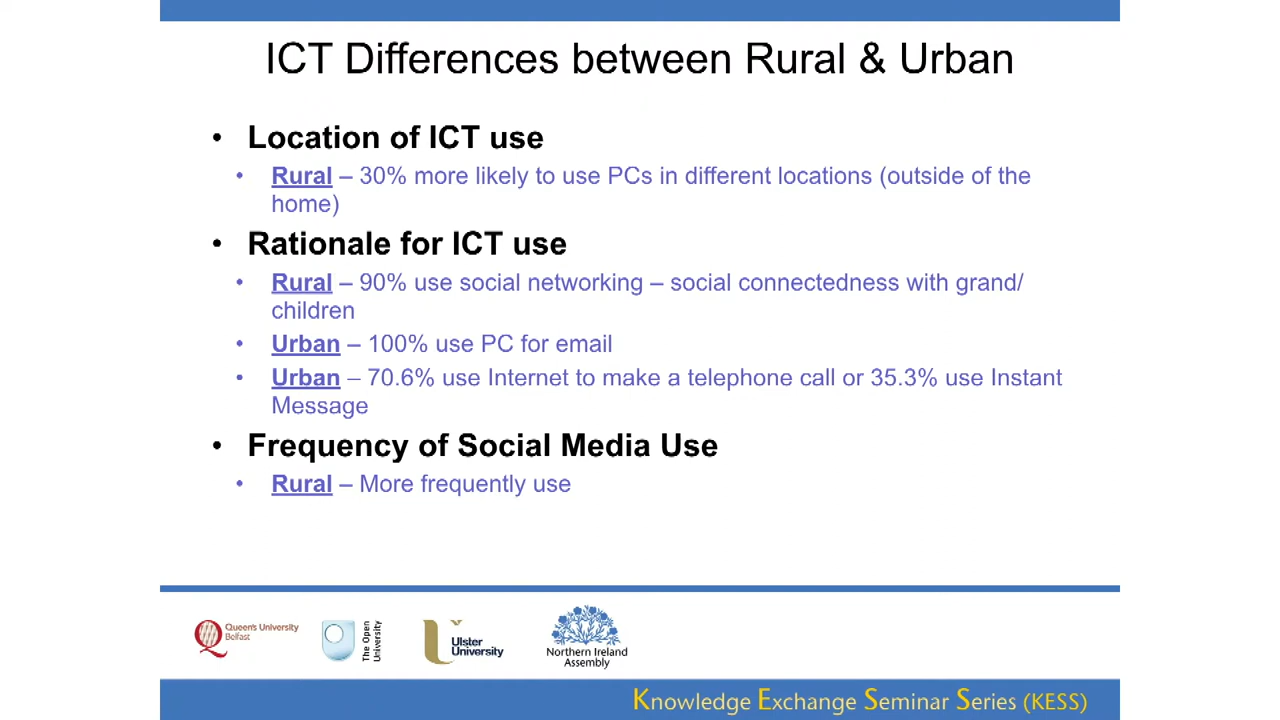 ICT Differences between Rural & Urban
• Location of ICT use
• Rural – 30% more likely to use PCs in different locations (outside of the
home)
• Rationale for ICT use
• Rural – 90% use social networking – social connectedness with grand/
children
• Urban – 100% use PC for email
• Urban – 70.6% use Internet to make a telephone call or 35.3% use Instant
Message
• Frequency of Social Media Use
• Rural – More frequently use
Queen's University
Belfast
The Open
University
Ulster
University
Northern Ireland
Assembly
Knowledge Exchange Seminar Series (KESS)